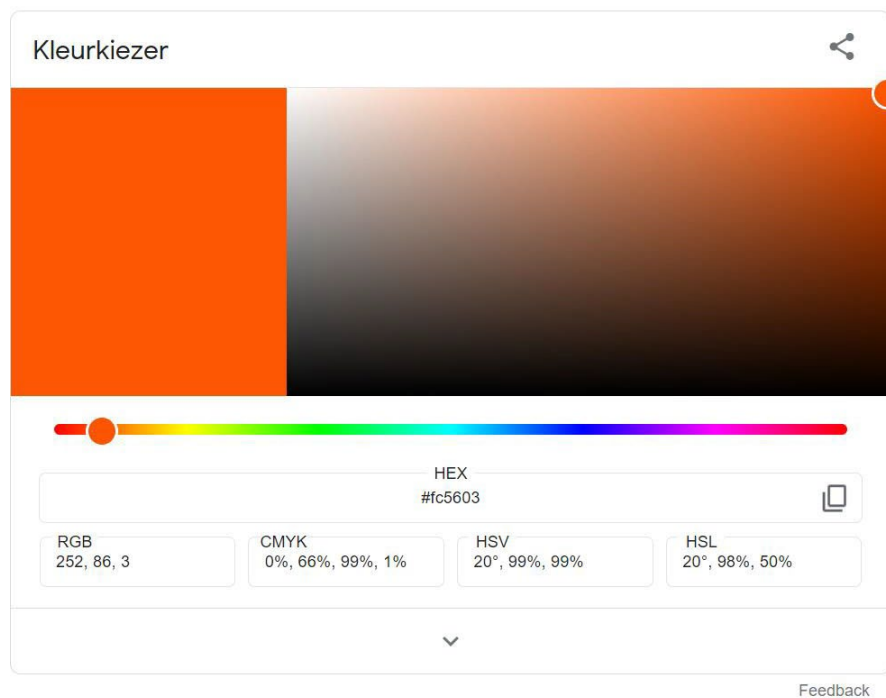 Kleurkiezer
HEX
#fc5603
RGB
252, 86, 3
CMYK
0%, 66%, 99%, 1%
HSV
20°, 99%, 99%
HSL
20°, 98%, 50%
Feedback